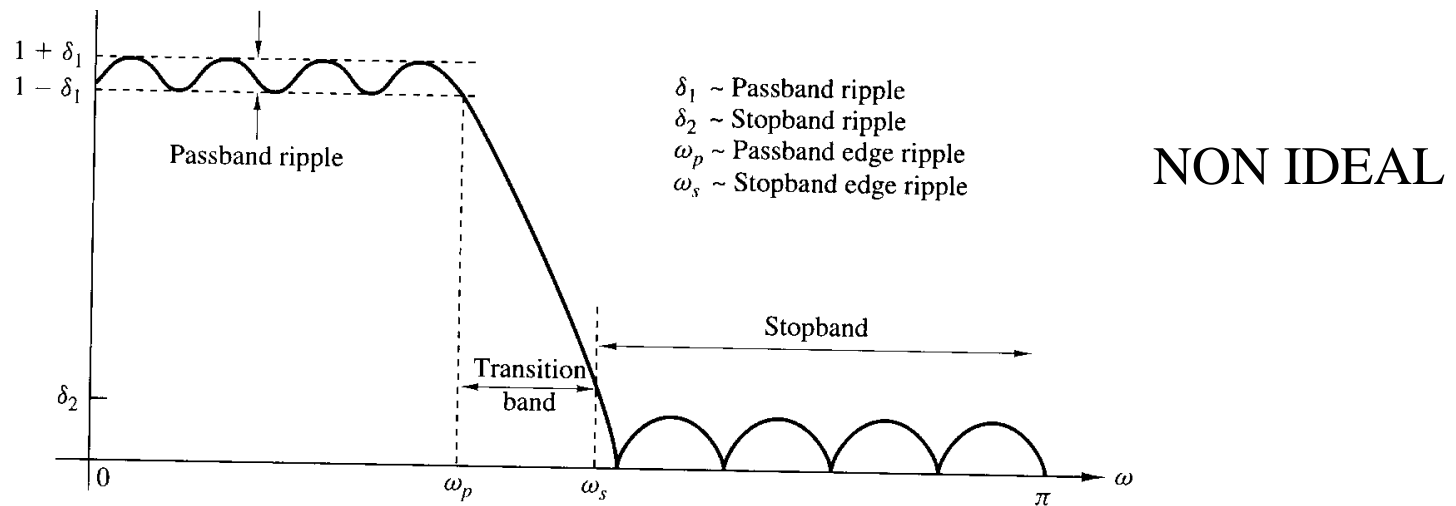 1 + δ₁
1 − δ₁
Passband ripple
δ₁ ~ Passband ripple
δ₂ ~ Stopband ripple
ωₚ ~ Passband edge ripple
ωₛ ~ Stopband edge ripple
NON IDEAL
Stopband
Transition
band
δ₂
0
ωₚ
ωₛ
π
ω